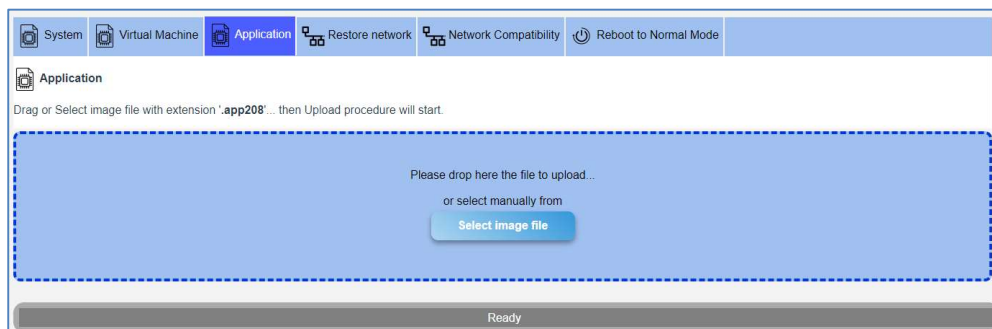 System Virtual Machine Application Restore network Network Compatibility Reboot to Normal Mode
Application
Drag or Select image file with extension '.app208'... then Upload procedure will start.
Please drop here the file to upload...
or select manually from
Select image file
Ready